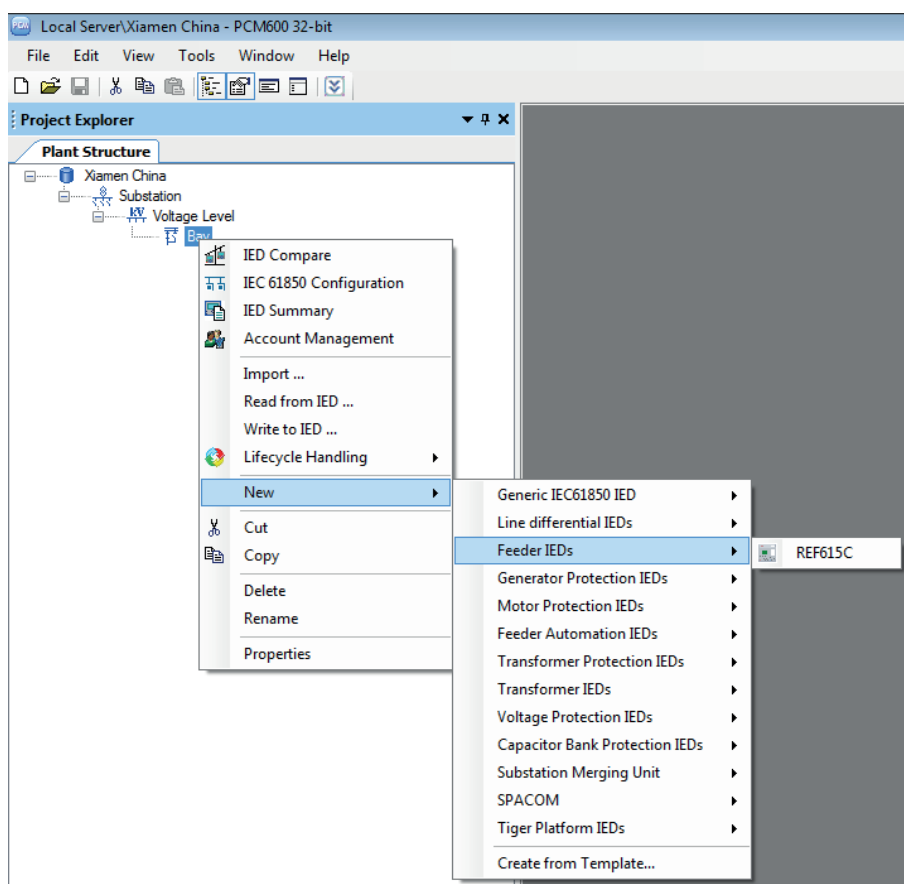 Local Server\Xiamen China - PCM600 32-bit
File Edit View Tools Window Help
Project Explorer
Plant Structure
Xiamen China
Substation
Voltage Level
Bay
IED Compare
IEC 61850 Configuration
IED Summary
Account Management
Import ...
Read from IED ...
Write to IED ...
Lifecycle Handling
New
Cut
Copy
Delete
Rename
Properties
Generic IEC61850 IED
Line differential IEDs
Feeder IEDs
Generator Protection IEDs
Motor Protection IEDs
Feeder Automation IEDs
Transformer Protection IEDs
Transformer IEDs
Voltage Protection IEDs
Capacitor Bank Protection IEDs
Substation Merging Unit
SPACOM
Tiger Platform IEDs
Create from Template...
REF615C